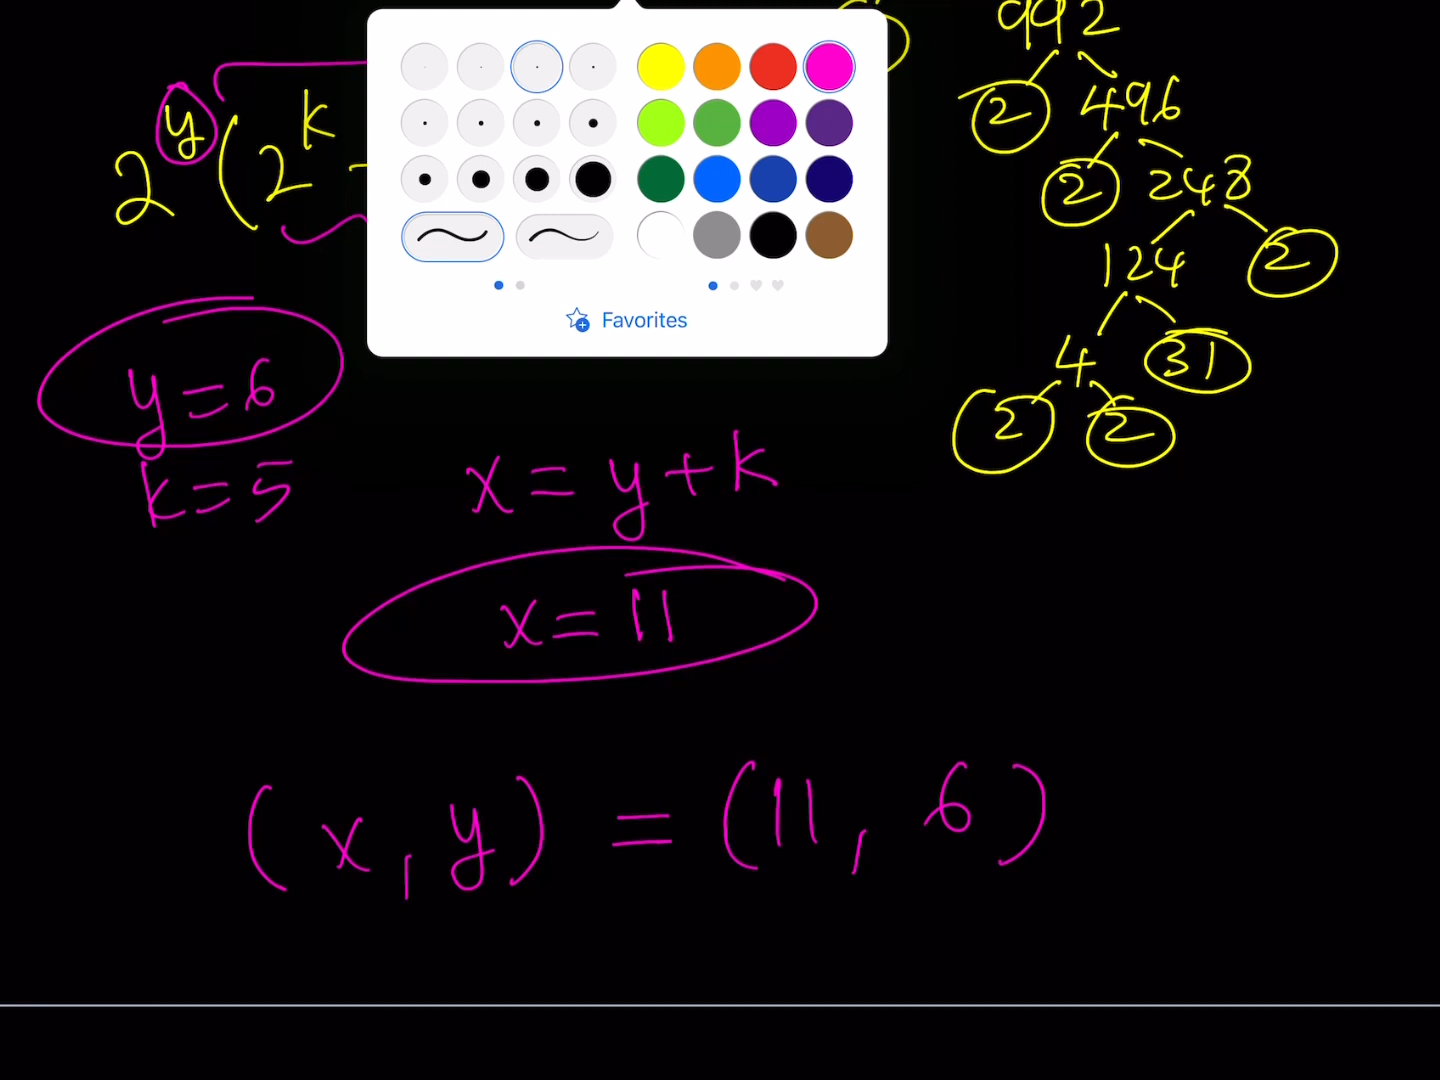 992
2^y (2^k -
2 496
2 248
124 2
4 31
2 2
Favorites
y = 6
k = 5
x = y + k
x = 11
(x, y) = (11, 6)